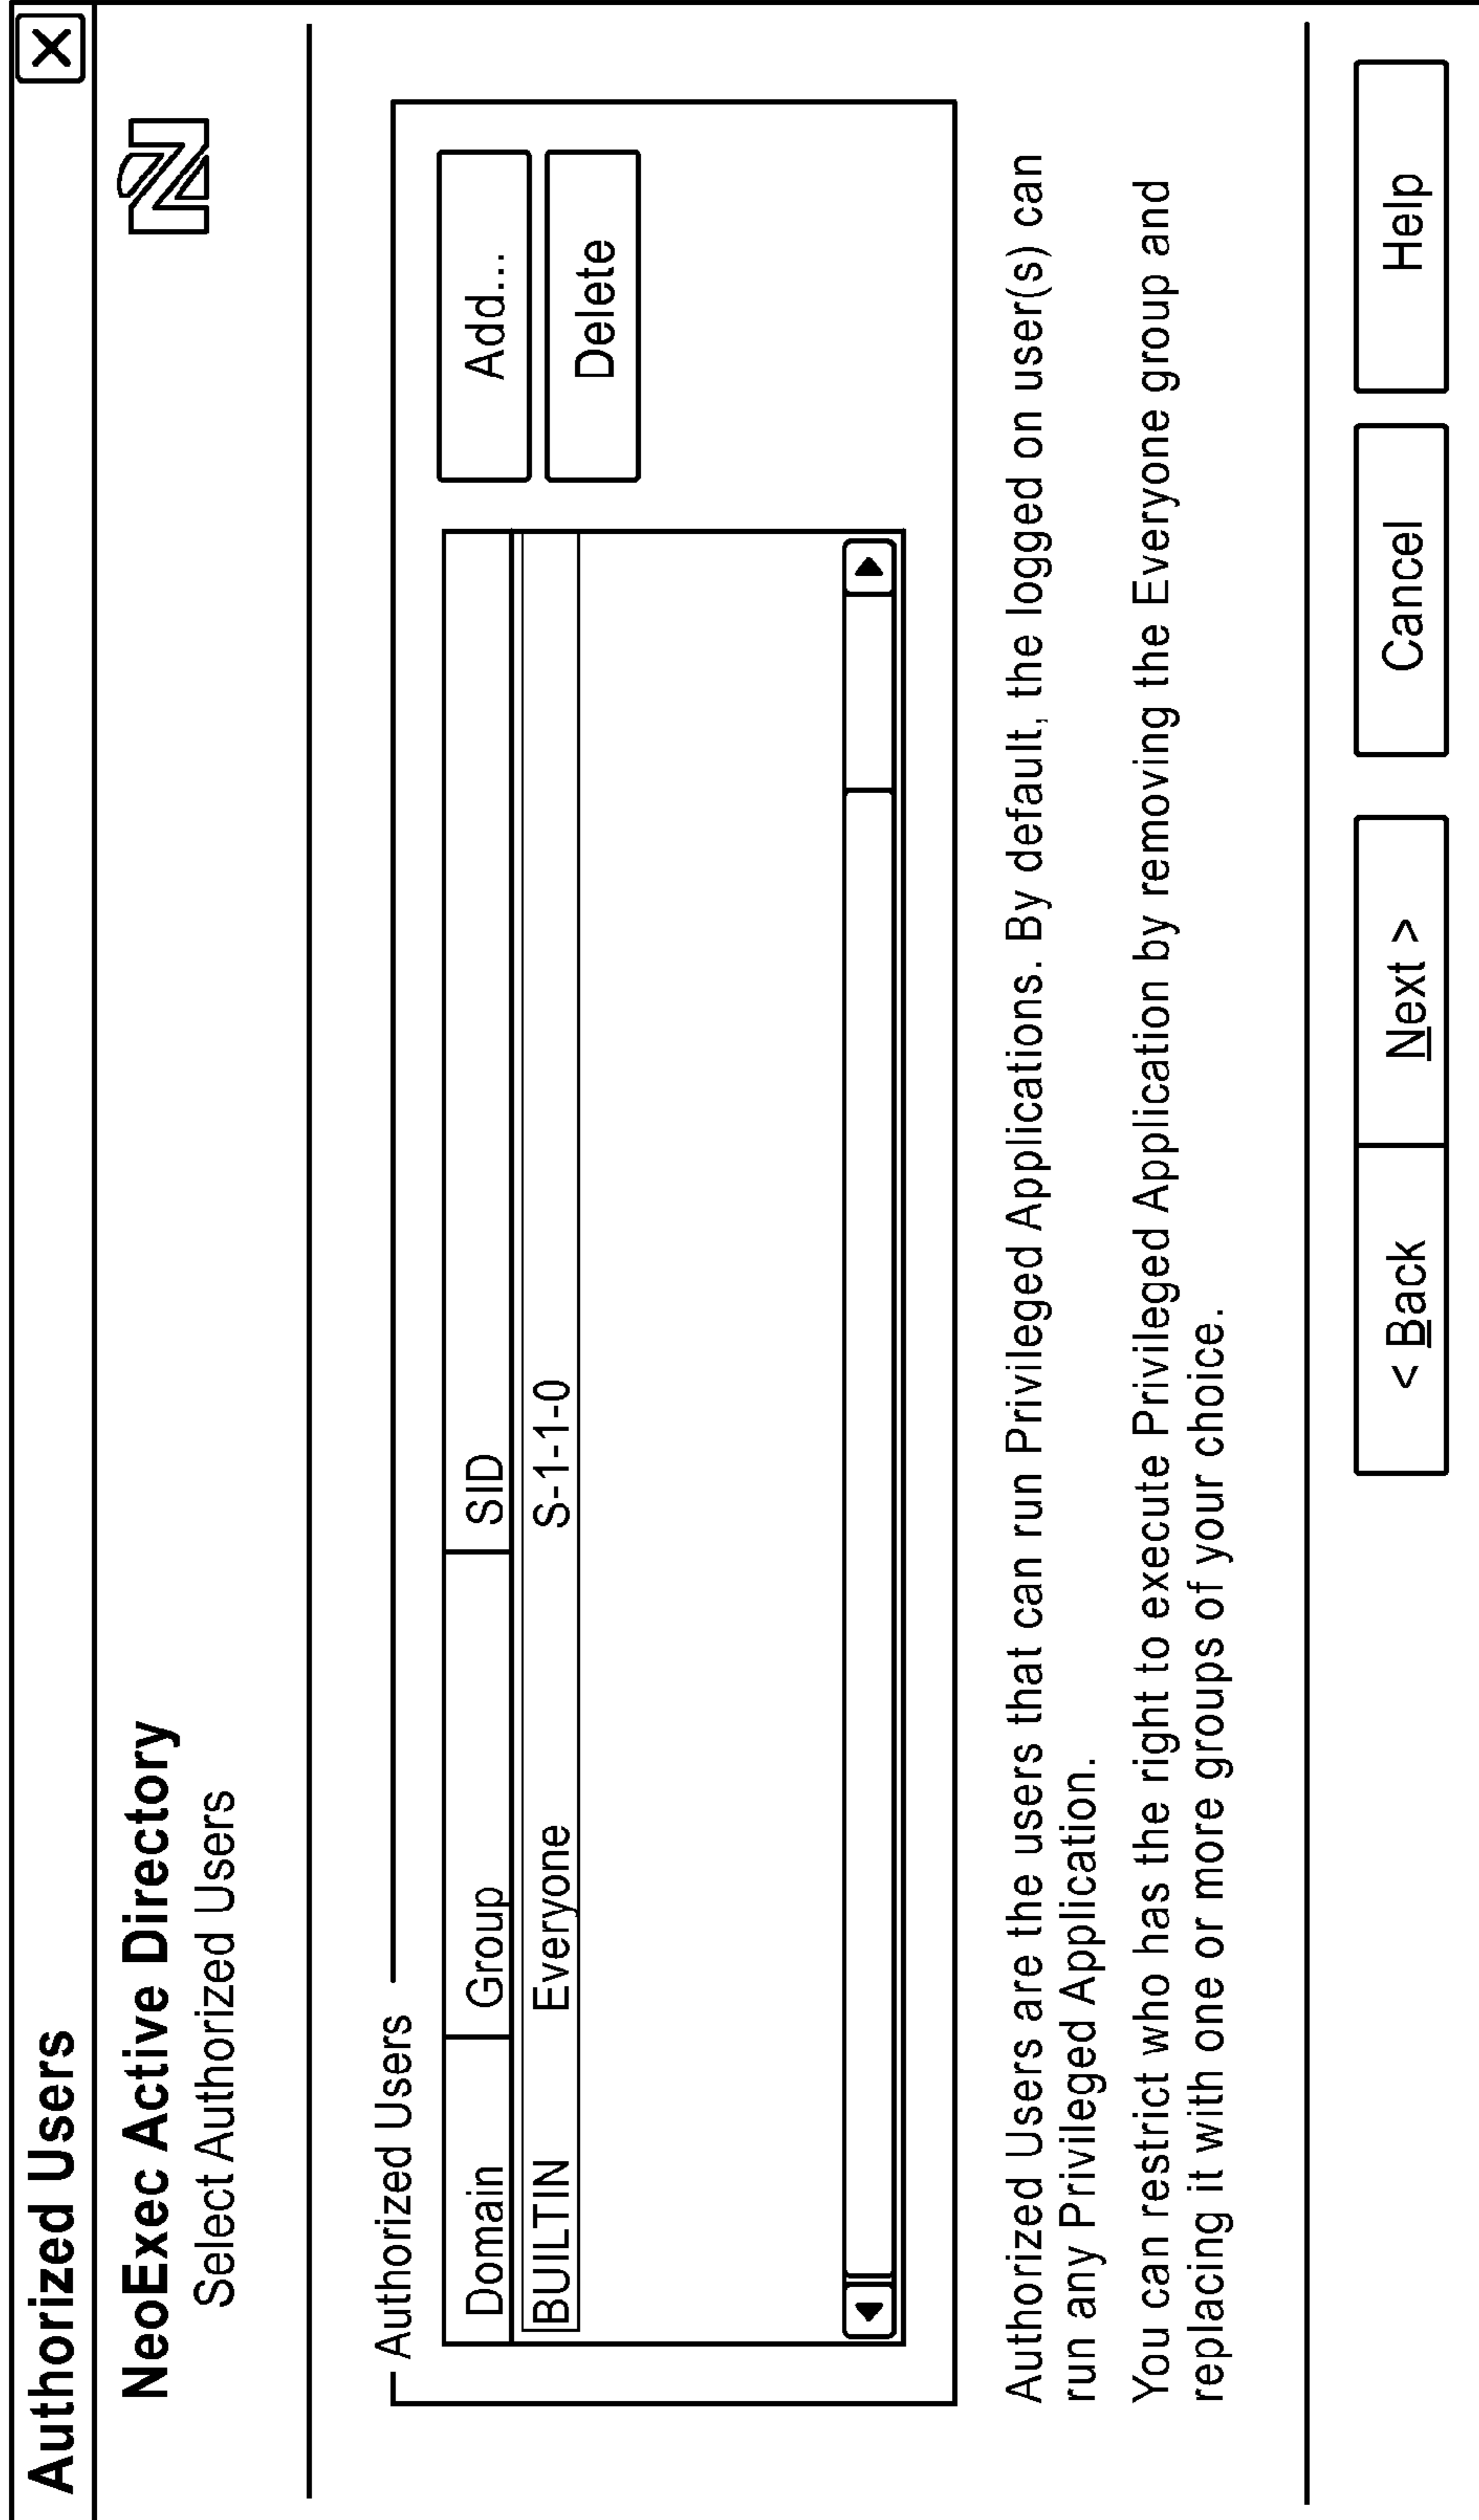 Authorized Users X
NeoExec Active Directory
Select Authorized Users
Authorized Users
Domain Group SID
BUILTIN Everyone S-1-1-0
Add...
Delete
Authorized Users are the users that can run Privileged Applications. By default, the logged on user(s) can
run any Privileged Application.
You can restrict who has the right to execute Privileged Application by removing the Everyone group and
replacing it with one or more groups of your choice.
< Back Next > Cancel Help